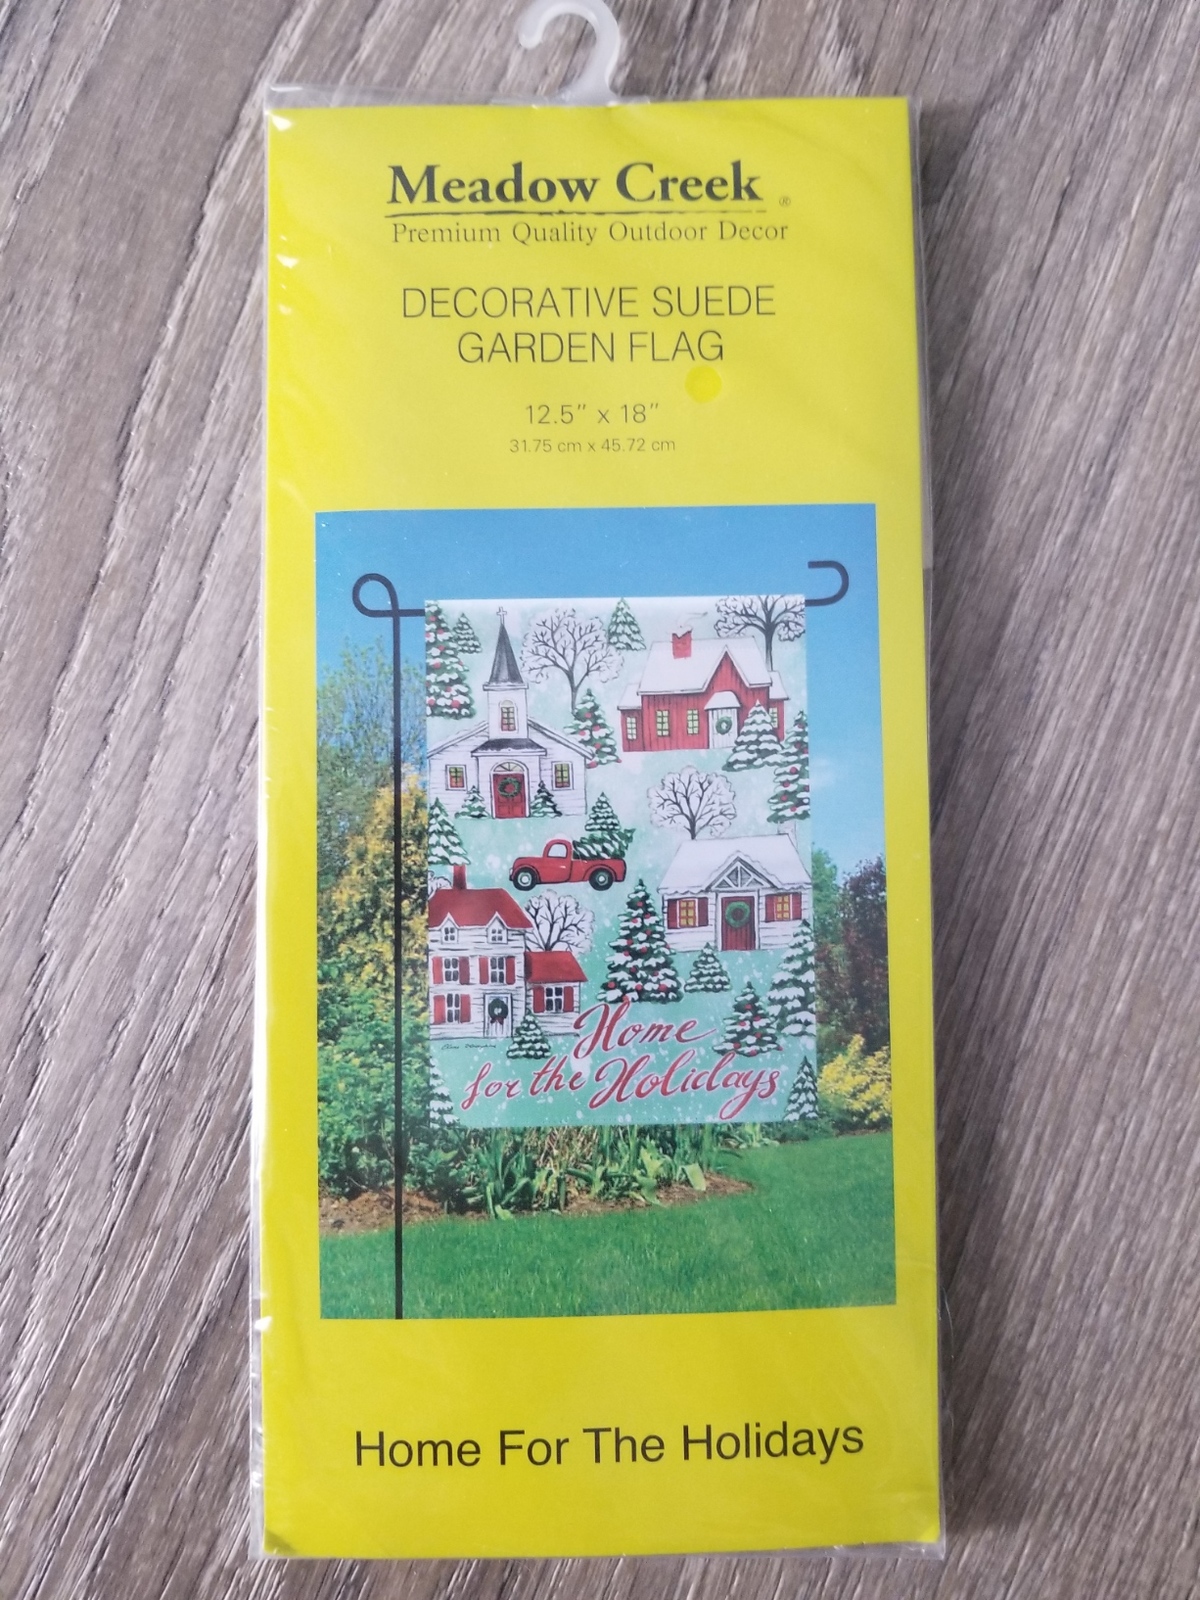 Meadow Creek ®
Premium Quality Outdoor Decor
DECORATIVE SUEDE
GARDEN FLAG
12.5" x 18"
31.75 cm x 45.72 cm
Home
for the Holidays
Home For The Holidays